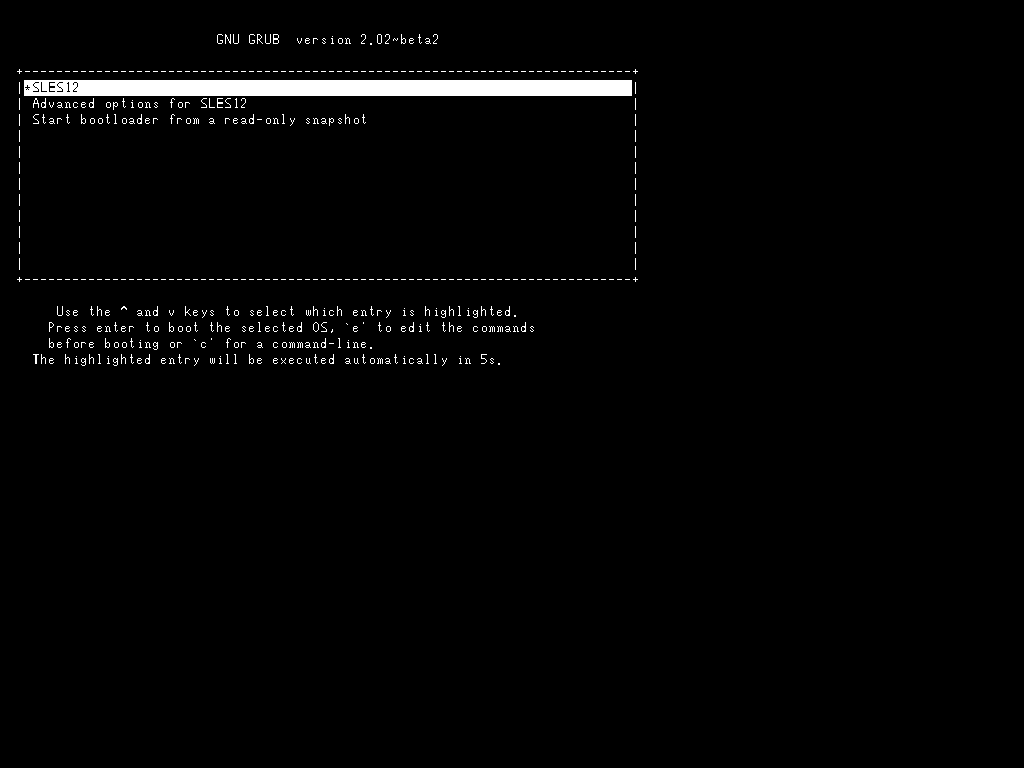 GNU GRUB  version 2.02~beta2
*SLES12
Advanced options for SLES12
Start bootloader from a read-only snapshot
Use the ^ and v keys to select which entry is highlighted.
Press enter to boot the selected OS, `e' to edit the commands
before booting or `c' for a command-line.
The highlighted entry will be executed automatically in 5s.